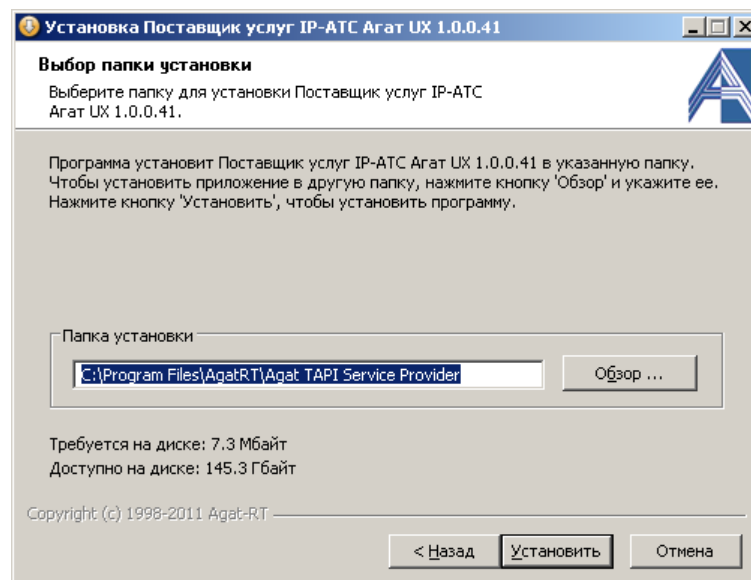 Установка Поставщик услуг IP-АТС Агат UX 1.0.0.41
Выбор папки установки
Выберите папку для установки Поставщик услуг IP-АТС
Агат UX 1.0.0.41.
Программа установит Поставщик услуг IP-АТС Агат UX 1.0.0.41 в указанную папку.
Чтобы установить приложение в другую папку, нажмите кнопку 'Обзор' и укажите ее.
Нажмите кнопку 'Установить', чтобы установить программу.
Папка установки
C:\Program Files\AgatRT\Agat TAPI Service Provider
Обзор ...
Требуется на диске: 7.3 Мбайт
Доступно на диске: 145.3 Гбайт
Copyright (c) 1998-2011 Agat-RT
< Назад
Установить
Отмена